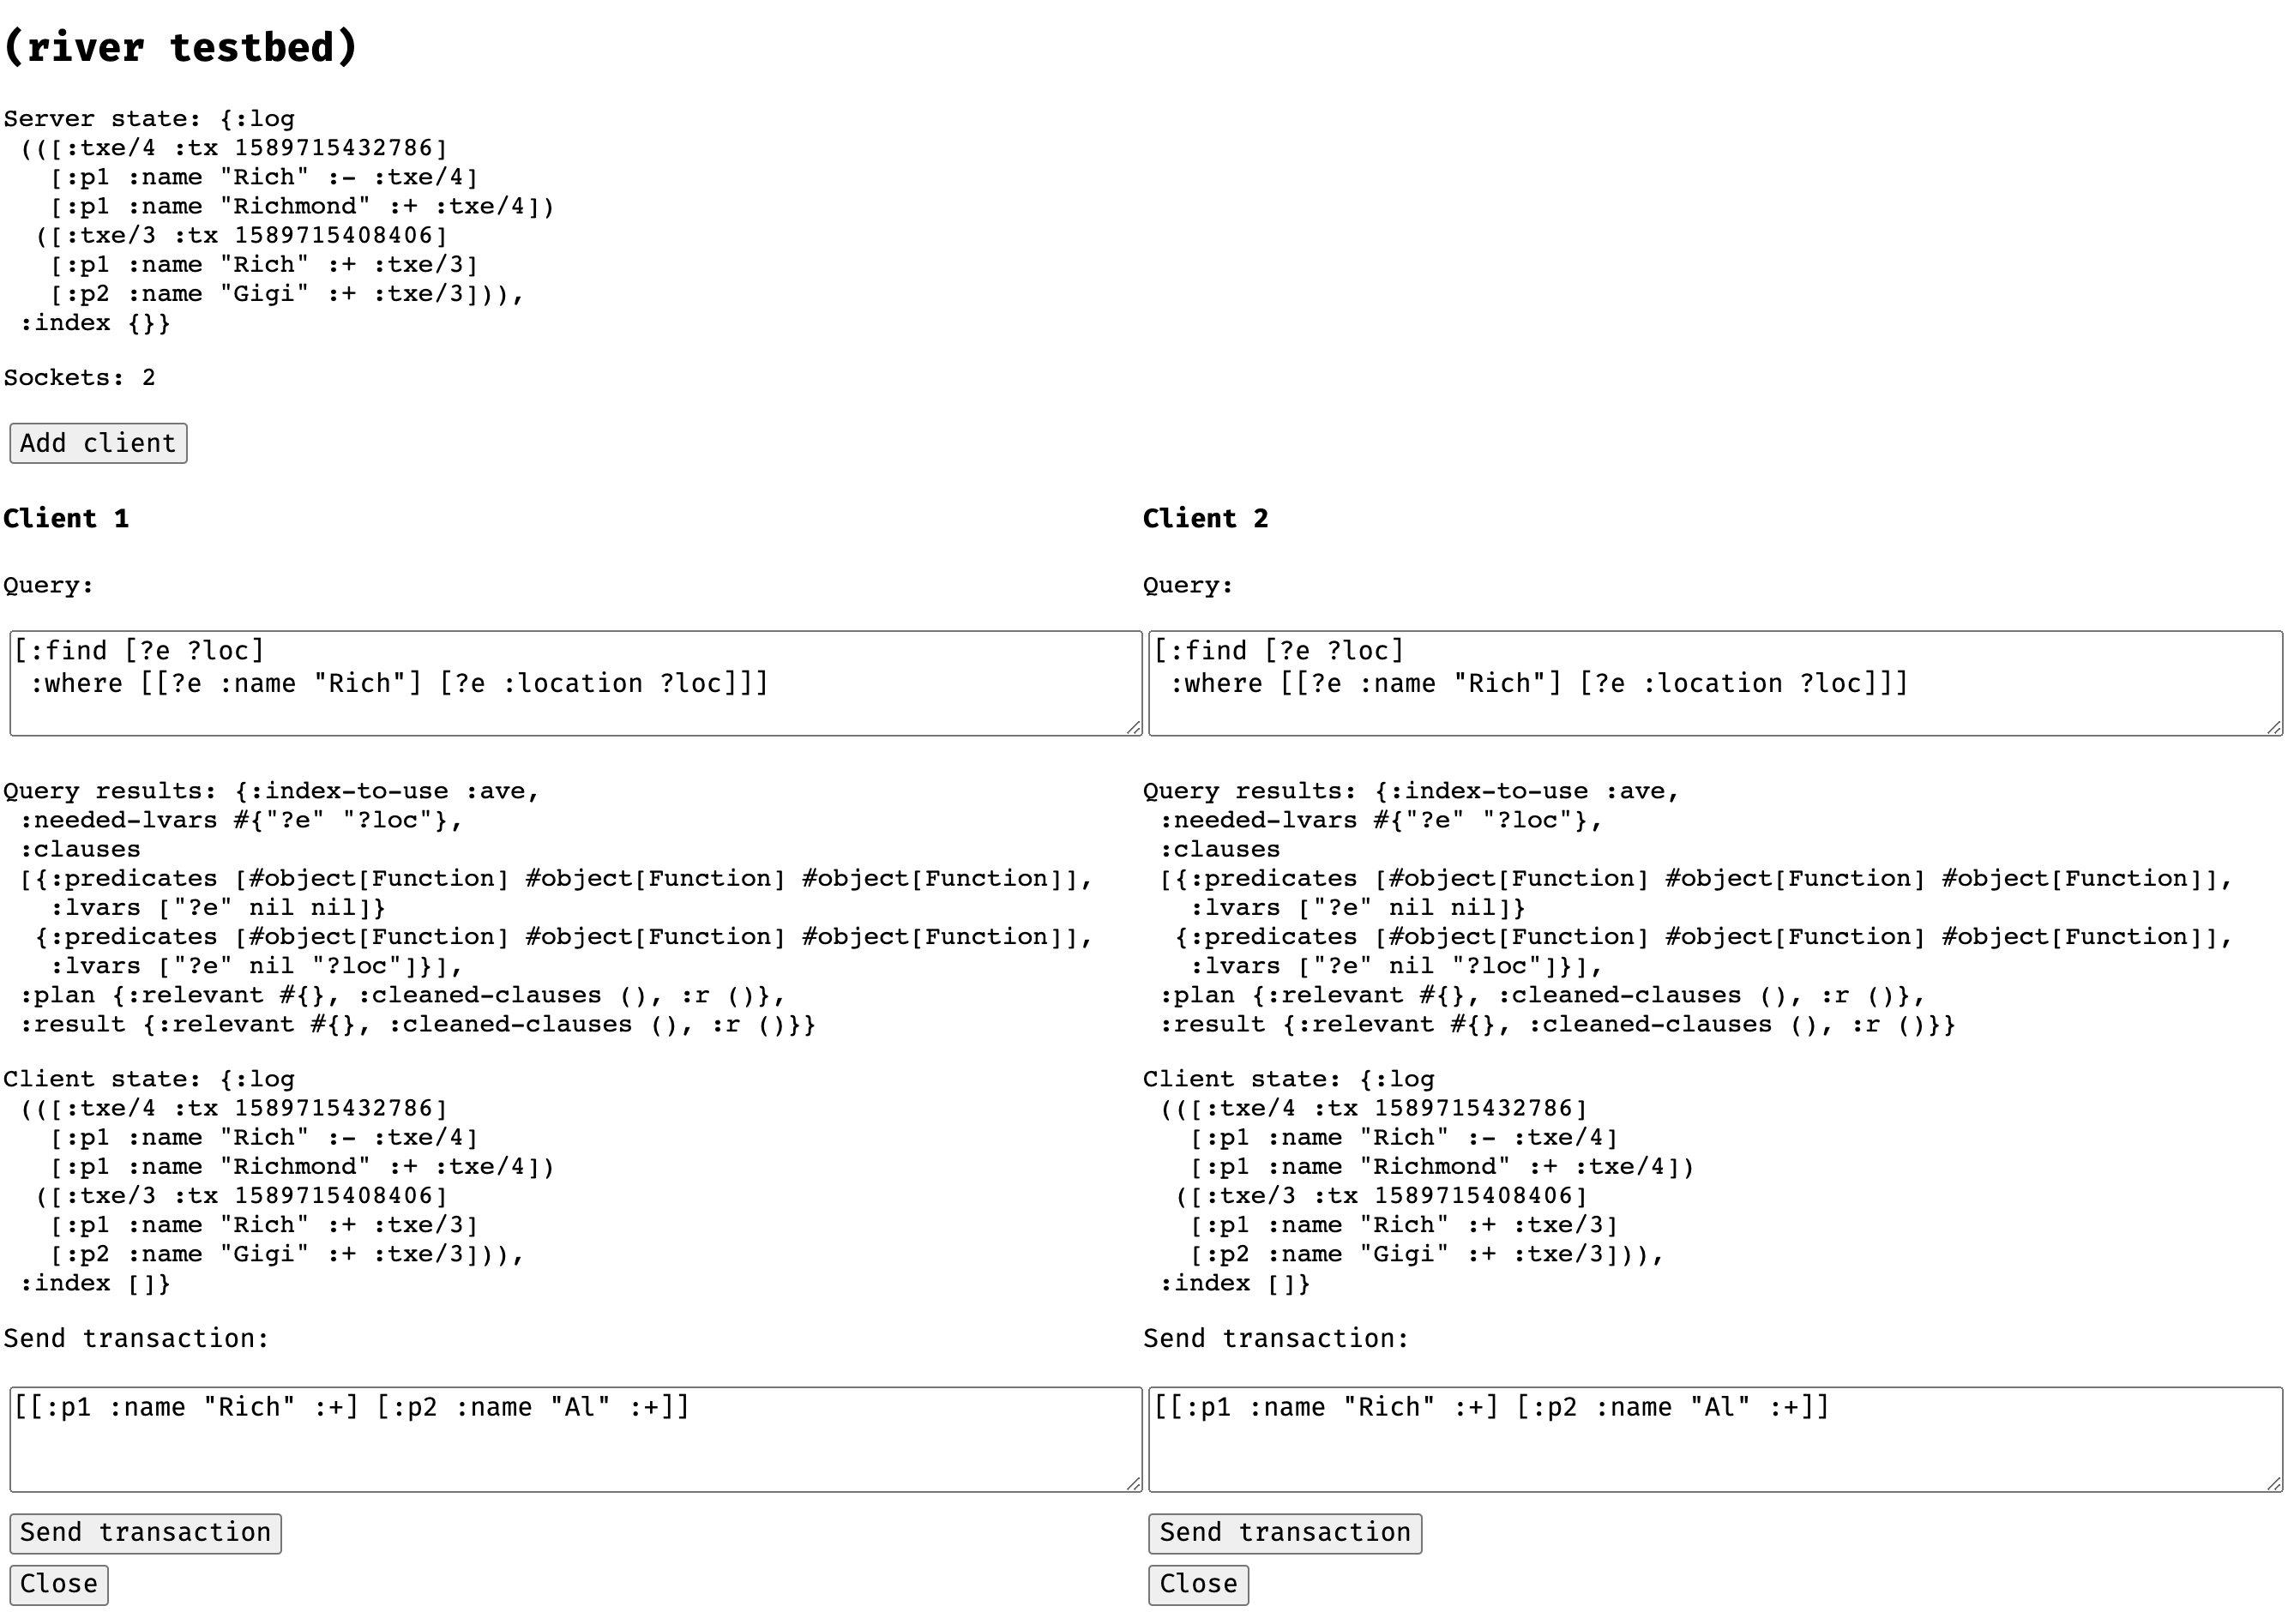 (river testbed)
Server state: {:log
 (([:txe/4 :tx 1589715432786]
   [:p1 :name "Rich" :- :txe/4]
   [:p1 :name "Richmond" :+ :txe/4])
  ([:txe/3 :tx 1589715408406]
   [:p1 :name "Rich" :+ :txe/3]
   [:p2 :name "Gigi" :+ :txe/3])),
 :index {}}
Sockets: 2
Add client
Client 1
Query:
[:find [?e ?loc]
 :where [[?e :name "Rich"] [?e :location ?loc]]]
Query results: {:index-to-use :ave,
 :needed-lvars #{"?e" "?loc"},
 :clauses
 [{:predicates [#object[Function] #object[Function] #object[Function]],
   :lvars ["?e" nil nil]}
  {:predicates [#object[Function] #object[Function] #object[Function]],
   :lvars ["?e" nil "?loc"]}],
 :plan {:relevant #{}, :cleaned-clauses (), :r ()},
 :result {:relevant #{}, :cleaned-clauses (), :r ()}}
Client state: {:log
 (([:txe/4 :tx 1589715432786]
   [:p1 :name "Rich" :- :txe/4]
   [:p1 :name "Richmond" :+ :txe/4])
  ([:txe/3 :tx 1589715408406]
   [:p1 :name "Rich" :+ :txe/3]
   [:p2 :name "Gigi" :+ :txe/3])),
 :index []}
Send transaction:
[[:p1 :name "Rich" :+] [:p2 :name "Al" :+]]
Send transaction
Close
Client 2
Query:
[:find [?e ?loc]
 :where [[?e :name "Rich"] [?e :location ?loc]]]
Query results: {:index-to-use :ave,
 :needed-lvars #{"?e" "?loc"},
 :clauses
 [{:predicates [#object[Function] #object[Function] #object[Function]],
   :lvars ["?e" nil nil]}
  {:predicates [#object[Function] #object[Function] #object[Function]],
   :lvars ["?e" nil "?loc"]}],
 :plan {:relevant #{}, :cleaned-clauses (), :r ()},
 :result {:relevant #{}, :cleaned-clauses (), :r ()}}
Client state: {:log
 (([:txe/4 :tx 1589715432786]
   [:p1 :name "Rich" :- :txe/4]
   [:p1 :name "Richmond" :+ :txe/4])
  ([:txe/3 :tx 1589715408406]
   [:p1 :name "Rich" :+ :txe/3]
   [:p2 :name "Gigi" :+ :txe/3])),
 :index []}
Send transaction:
[[:p1 :name "Rich" :+] [:p2 :name "Al" :+]]
Send transaction
Close